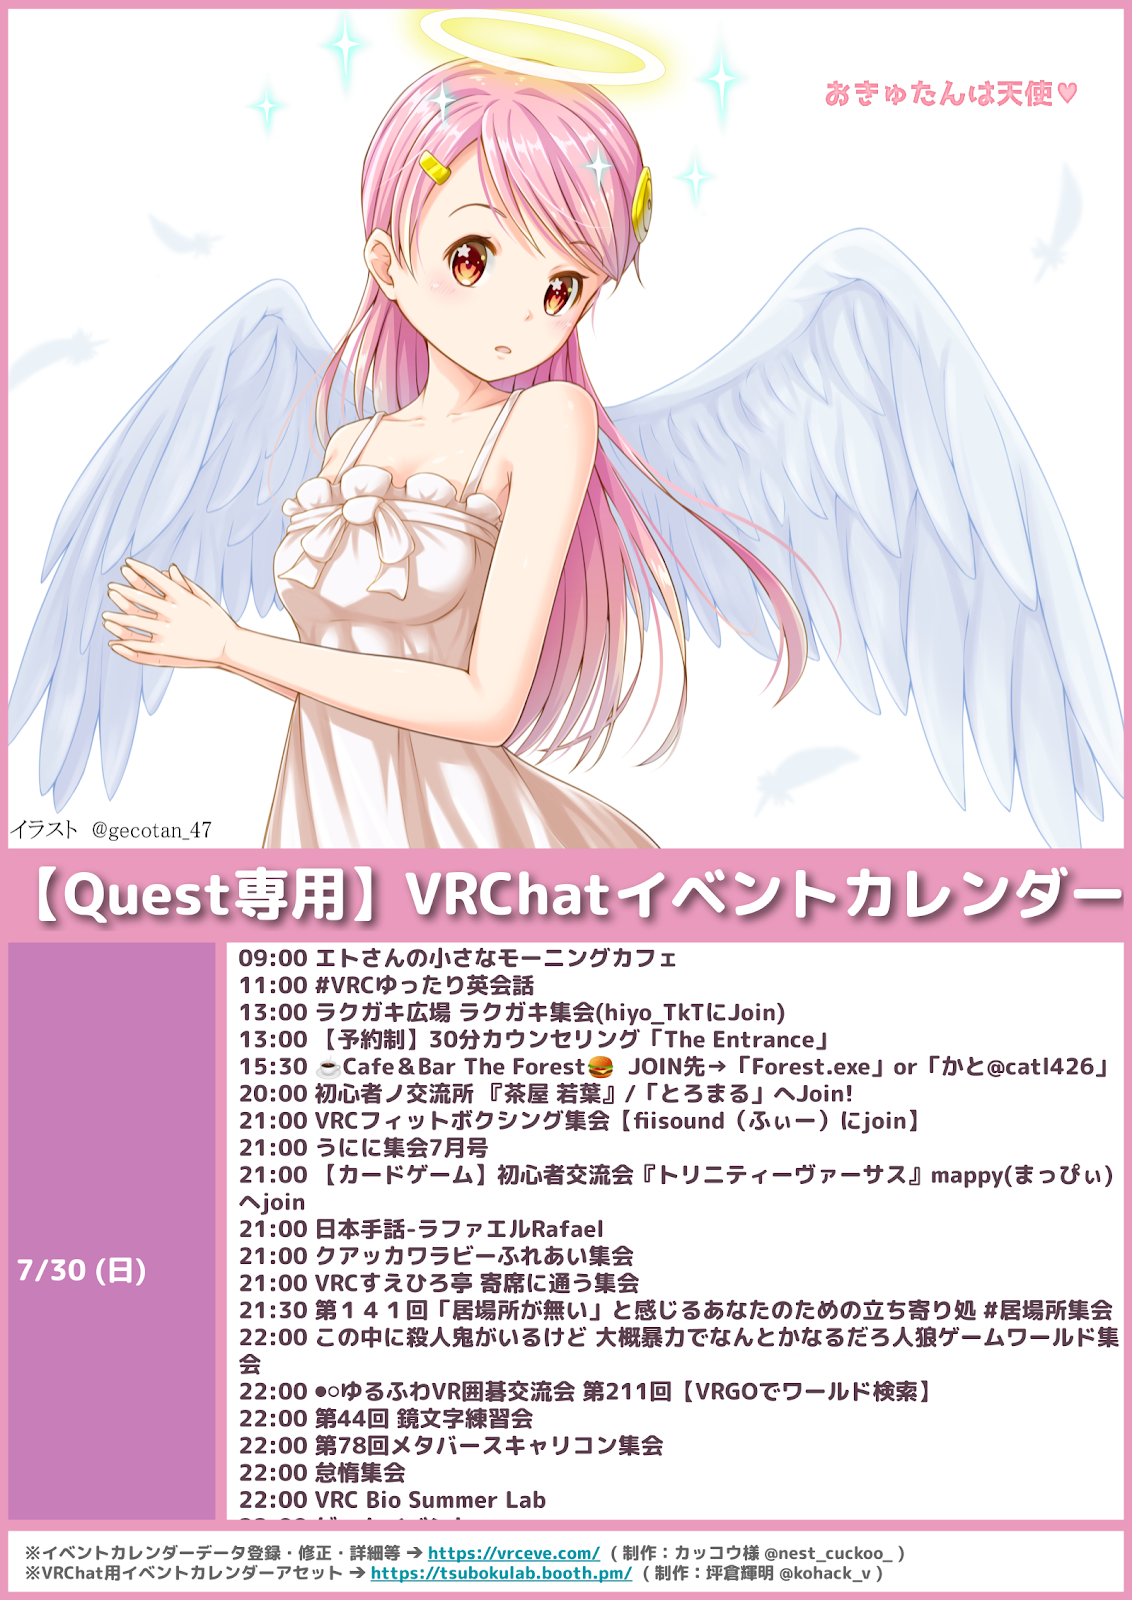 おきゅたんは天使♥
イラスト @gecotan_47
【Quest専用】VRChatイベントカレンダー
7/30 (日)
09:00 エトさんの小さなモーニングカフェ
11:00 #VRCゆったり英会話
13:00 ラクガキ広場 ラクガキ集会(hiyo_TkTにJoin)
13:00 【予約制】30分カウンセリング「The Entrance」
15:30 ☕Cafe＆Bar The Forest🍔 JOIN先→「Forest.exe」or「かと@catl426」
20:00 初心者ノ交流所 『茶屋 若葉』/「とろまる」へJoin!
21:00 VRCフィットボクシング集会【fiisound（ふぃー）にjoin】
21:00 うにに集会7月号
21:00 【カードゲーム】初心者交流会『トリニティーヴァーサス』mappy(まっぴぃ)
へjoin
21:00 日本手話-ラファエルRafael
21:00 クアッカワラビーふれあい集会
21:00 VRCすえひろ亭 寄席に通う集会
21:30 第１４１回「居場所が無い」と感じるあなたのための立ち寄り処 #居場所集会
22:00 この中に殺人鬼がいるけど 大概暴力でなんとかなるだろ人狼ゲームワールド集
会
22:00 ●○ゆるふわVR囲碁交流会 第211回【VRGOでワールド検索】
22:00 第44回 鏡文字練習会
22:00 第78回メタバースキャリコン集会
22:00 怠惰集会
22:00 VRC Bio Summer Lab
※イベントカレンダーデータ登録・修正・詳細等 ➔ https://vrceve.com/ ( 制作：カッコウ様 @nest_cuckoo_ )
※VRChat用イベントカレンダーアセット ➔ https://tsubokulab.booth.pm/ ( 制作：坪倉輝明 @kohack_v )